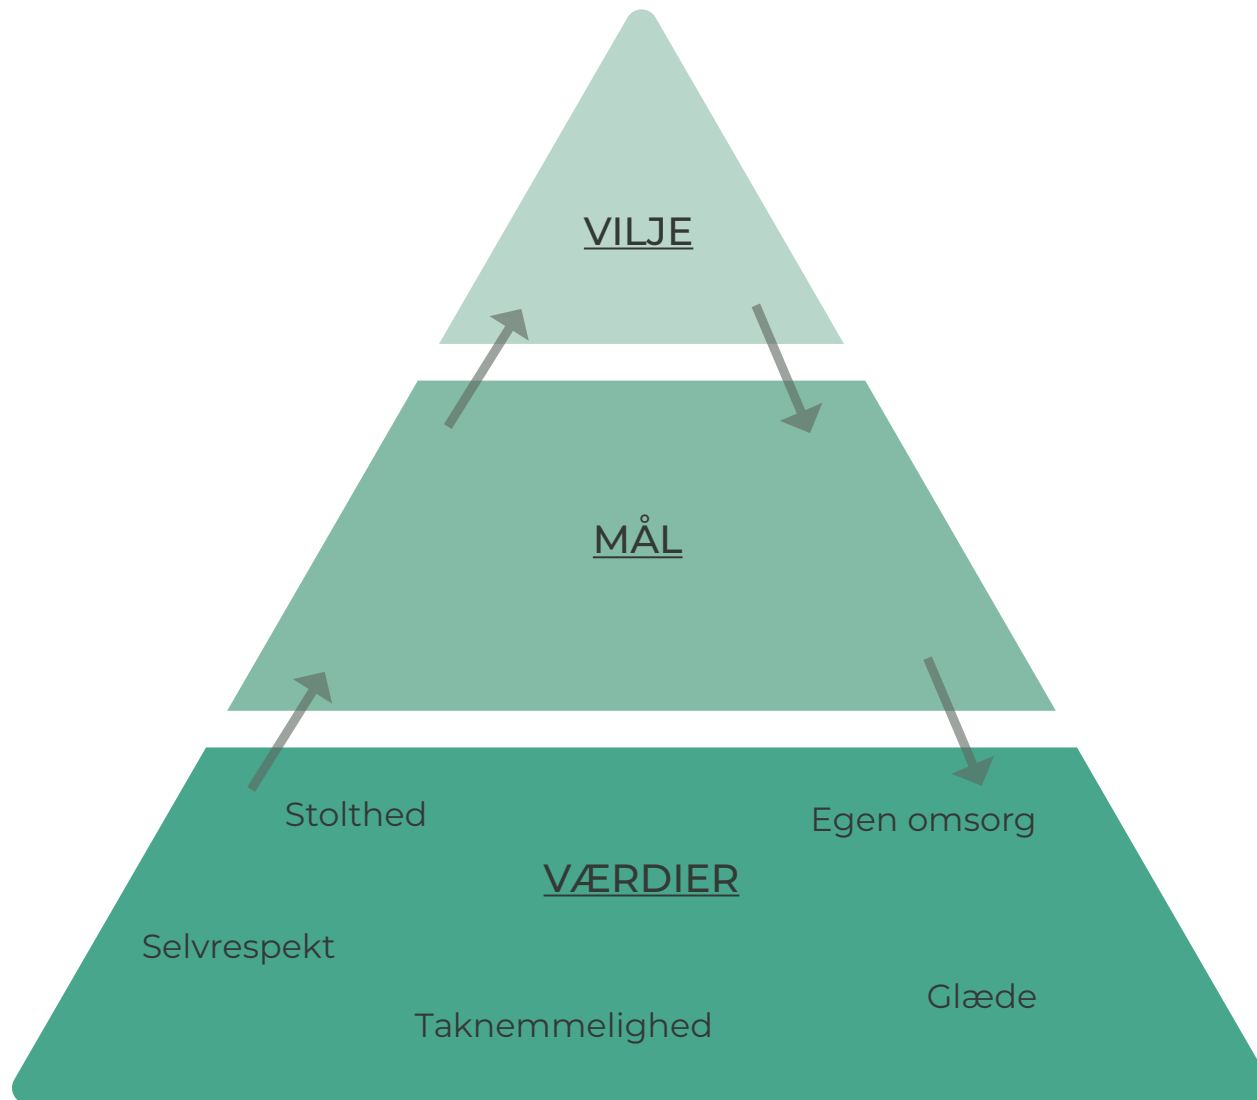 VILJE
MÅL
Stolthed
Egen omsorg
VÆRDIER
Selvrespekt
Glæde
Taknemmelighed